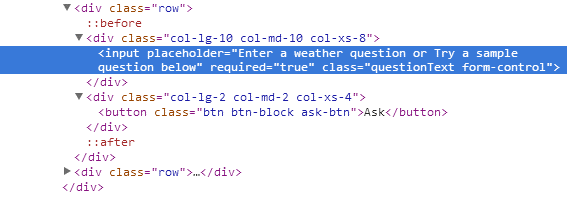 ▼<div class="row">
::before
▼<div class="col-lg-10 col-md-10 col-xs-8">
<input placeholder="Enter a weather question or Try a sample
question below" required="true" class="questionText form-control">
</div>
▼<div class="col-lg-2 col-md-2 col-xs-4">
<button class="btn btn-block ask-btn">Ask</button>
</div>
::after
</div>
▶<div class="row">…</div>
</div>